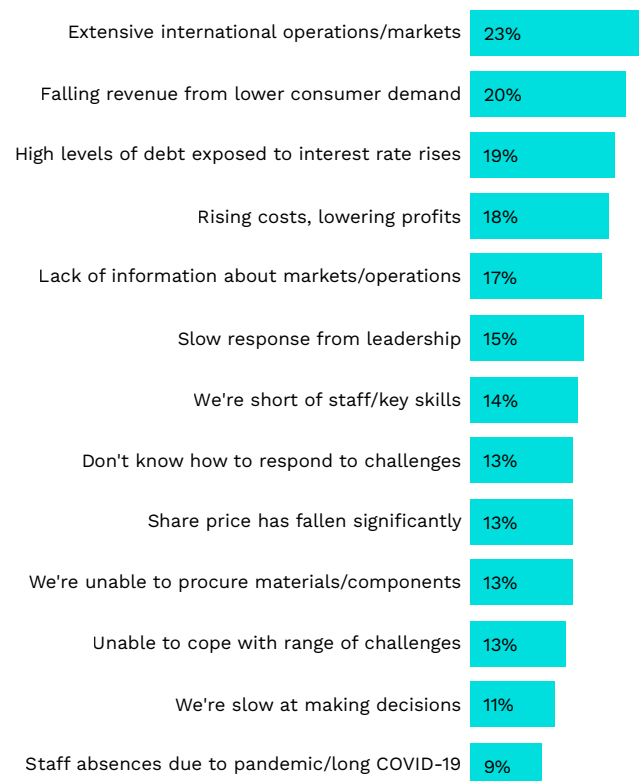 Extensive international operations/markets 23%
Falling revenue from lower consumer demand 20%
High levels of debt exposed to interest rate rises 19%
Rising costs, lowering profits 18%
Lack of information about markets/operations 17%
Slow response from leadership 15%
We're short of staff/key skills 14%
Don't know how to respond to challenges 13%
Share price has fallen significantly 13%
We're unable to procure materials/components 13%
Unable to cope with range of challenges 13%
We're slow at making decisions 11%
Staff absences due to pandemic/long COVID-19 9%